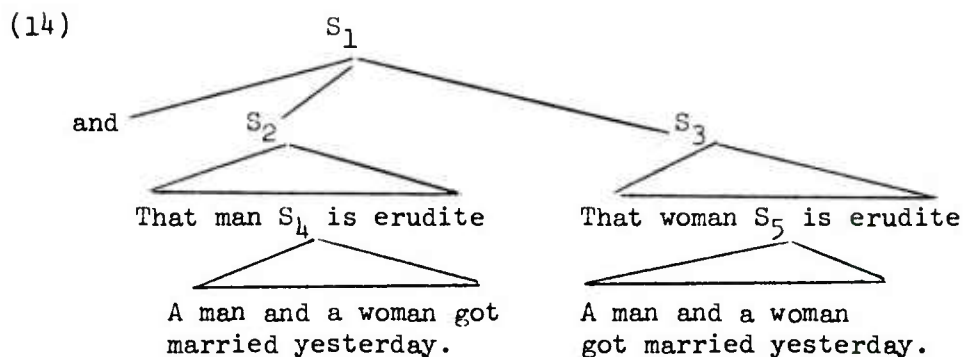 (14)
S1
and S2 S3
That man S4 is erudite That woman S5 is erudite
A man and a woman got A man and a woman
married yesterday. got married yesterday.